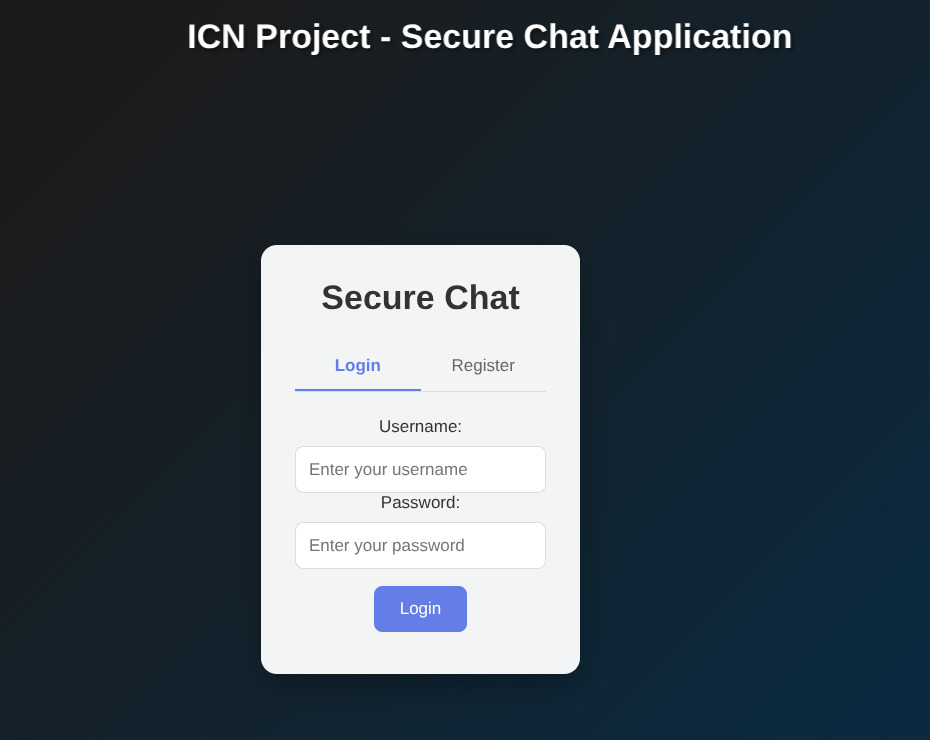 ICN Project - Secure Chat Application
Secure Chat
Login Register
Username:
Enter your username
Password:
Enter your password
Login